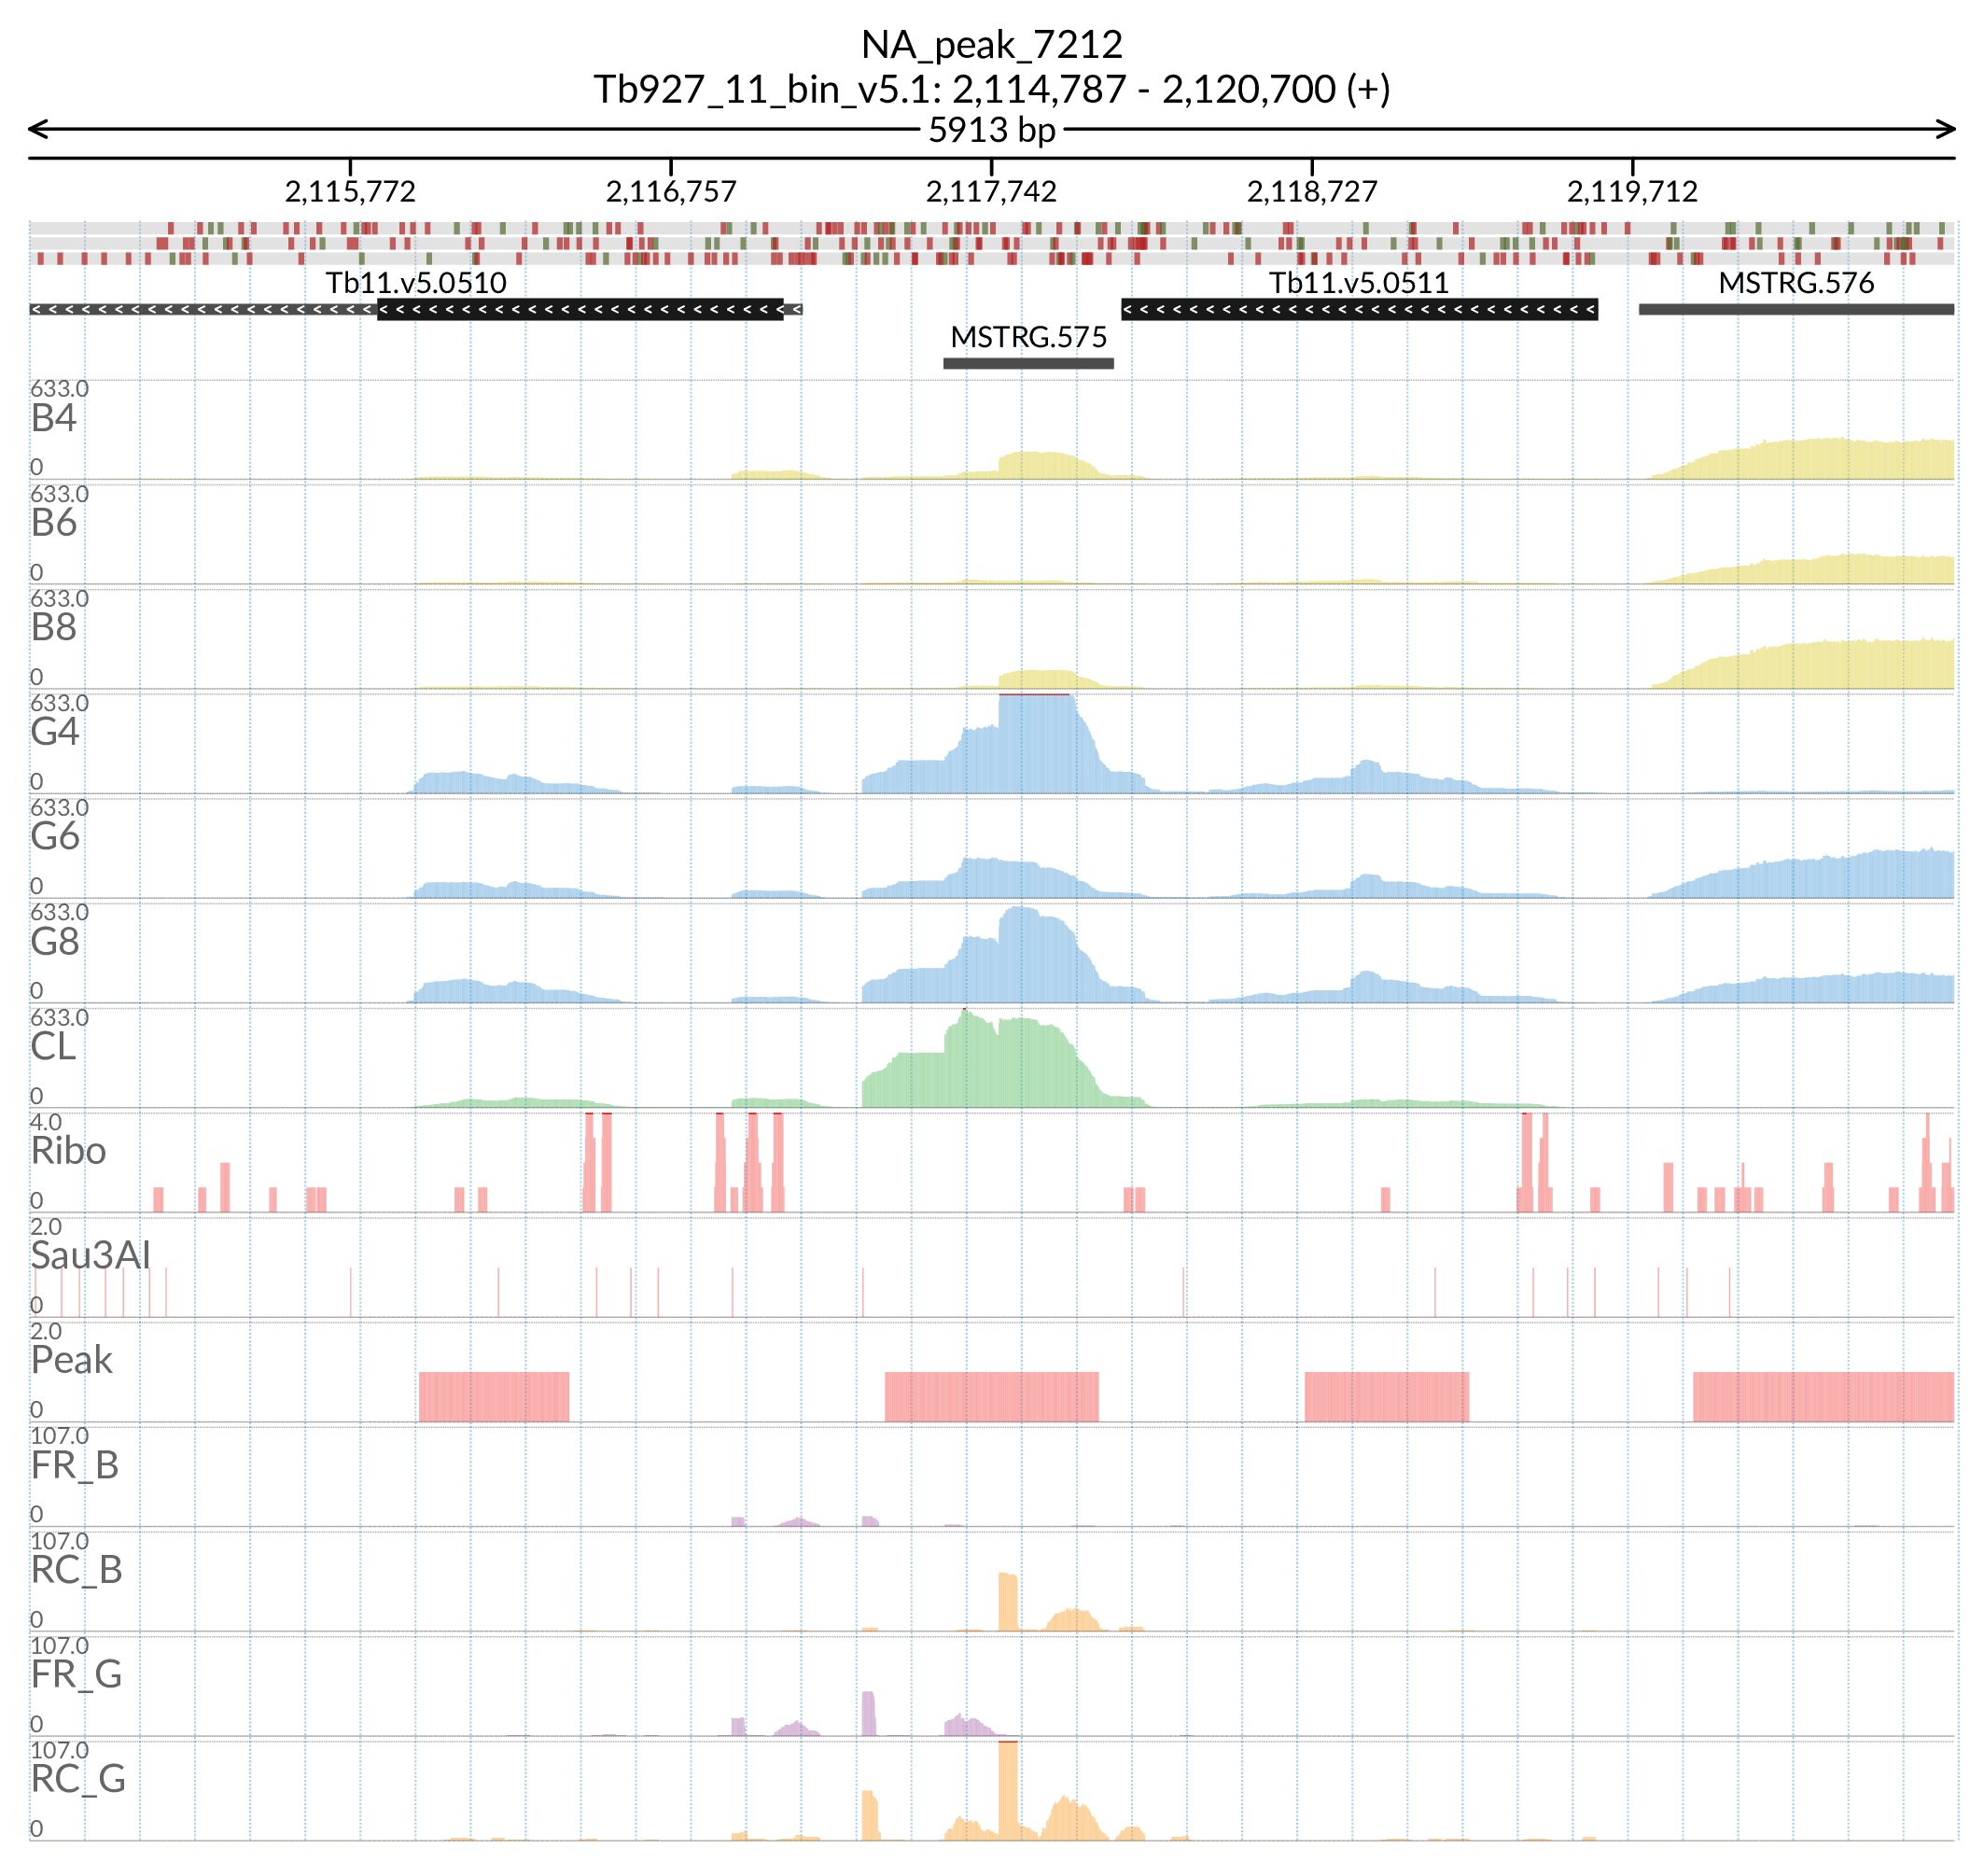 NA_peak_7212
Tb927_11_bin_v5.1: 2,114,787 - 2,120,700 (+)
5913 bp
2,115,772 2,116,757 2,117,742 2,118,727 2,119,712
Tb11.v5.0510 Tb11.v5.0511 MSTRG.576
MSTRG.575
633.0
B4
0
633.0
B6
0
633.0
B8
0
633.0
G4
0
633.0
G6
0
633.0
G8
0
633.0
CL
0
4.0
Ribo
0
2.0
Sau3AI
0
2.0
Peak
0
107.0
FR_B
0
107.0
RC_B
0
107.0
FR_G
0
107.0
RC_G
0